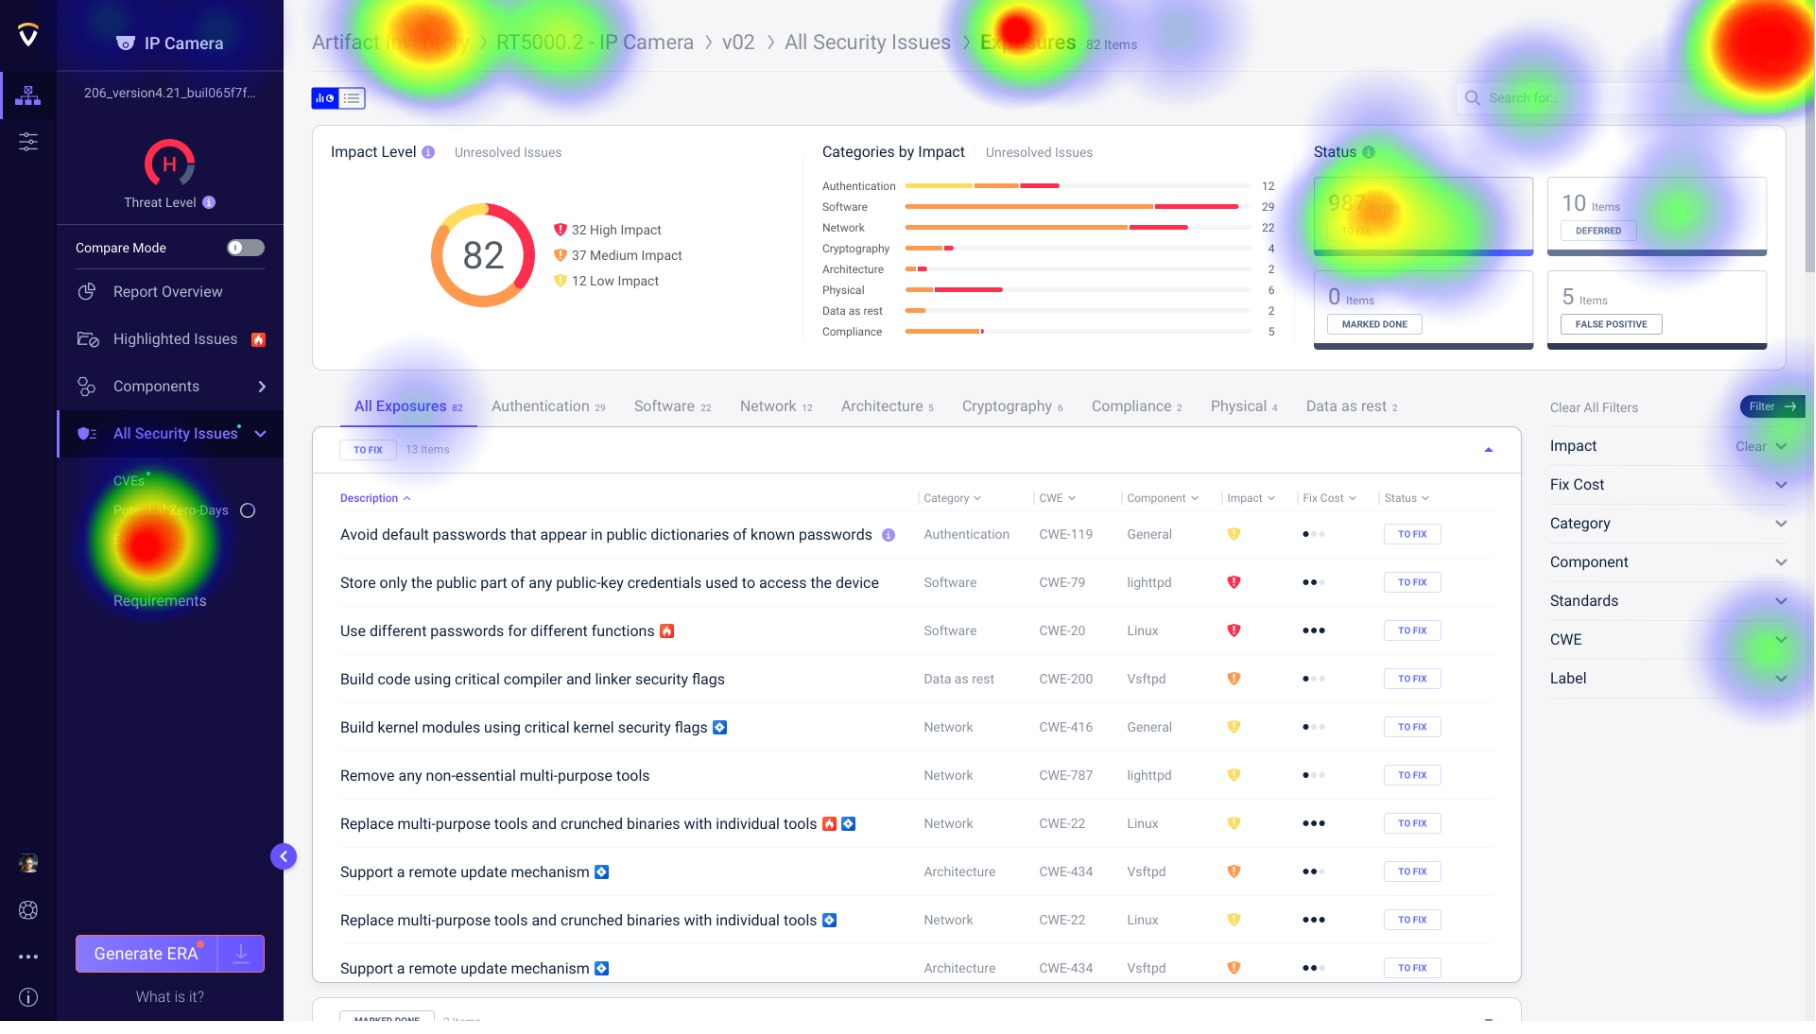 IP Camera
206_version4.21_buil065f7f...
H
Threat Level
Compare Mode
Report Overview
Highlighted Issues
Components
All Security Issues
CVEs
Potential Zero-Days
Requirements
Generate ERA
What is it?
Artifact Inventory > RT5000.2 - IP Camera > v02 > All Security Issues > Exposures 82 Items
Search for...
Impact Level Unresolved Issues
82
32 High Impact
37 Medium Impact
12 Low Impact
Categories by Impact Unresolved Issues
Authentication 12
Software 29
Network 22
Cryptography 4
Architecture 2
Physical 6
Data as rest 2
Compliance 5
Status
987 Items
TO FIX
10 Items
DEFERRED
0 Items
MARKED DONE
5 Items
FALSE POSITIVE
All Exposures 82 Authentication 29 Software 22 Network 12 Architecture 5 Cryptography 6 Compliance 2 Physical 4 Data as rest 2
TO FIX 13 Items
Description Category CWE Component Impact Fix Cost Status
Avoid default passwords that appear in public dictionaries of known passwords Authentication CWE-119 General TO FIX
Store only the public part of any public-key credentials used to access the device Software CWE-79 lighttpd TO FIX
Use different passwords for different functions Software CWE-20 Linux TO FIX
Build code using critical compiler and linker security flags Data as rest CWE-200 Vsftpd TO FIX
Build kernel modules using critical kernel security flags Network CWE-416 General TO FIX
Remove any non-essential multi-purpose tools Network CWE-787 lighttpd TO FIX
Replace multi-purpose tools and crunched binaries with individual tools Network CWE-22 Linux TO FIX
Support a remote update mechanism Architecture CWE-434 Vsftpd TO FIX
Replace multi-purpose tools and crunched binaries with individual tools Network CWE-22 Linux TO FIX
Support a remote update mechanism Architecture CWE-434 Vsftpd TO FIX
MARKED DONE 2 Items
Clear All Filters Filter
Impact Clear
Fix Cost
Category
Component
Standards
CWE
Label